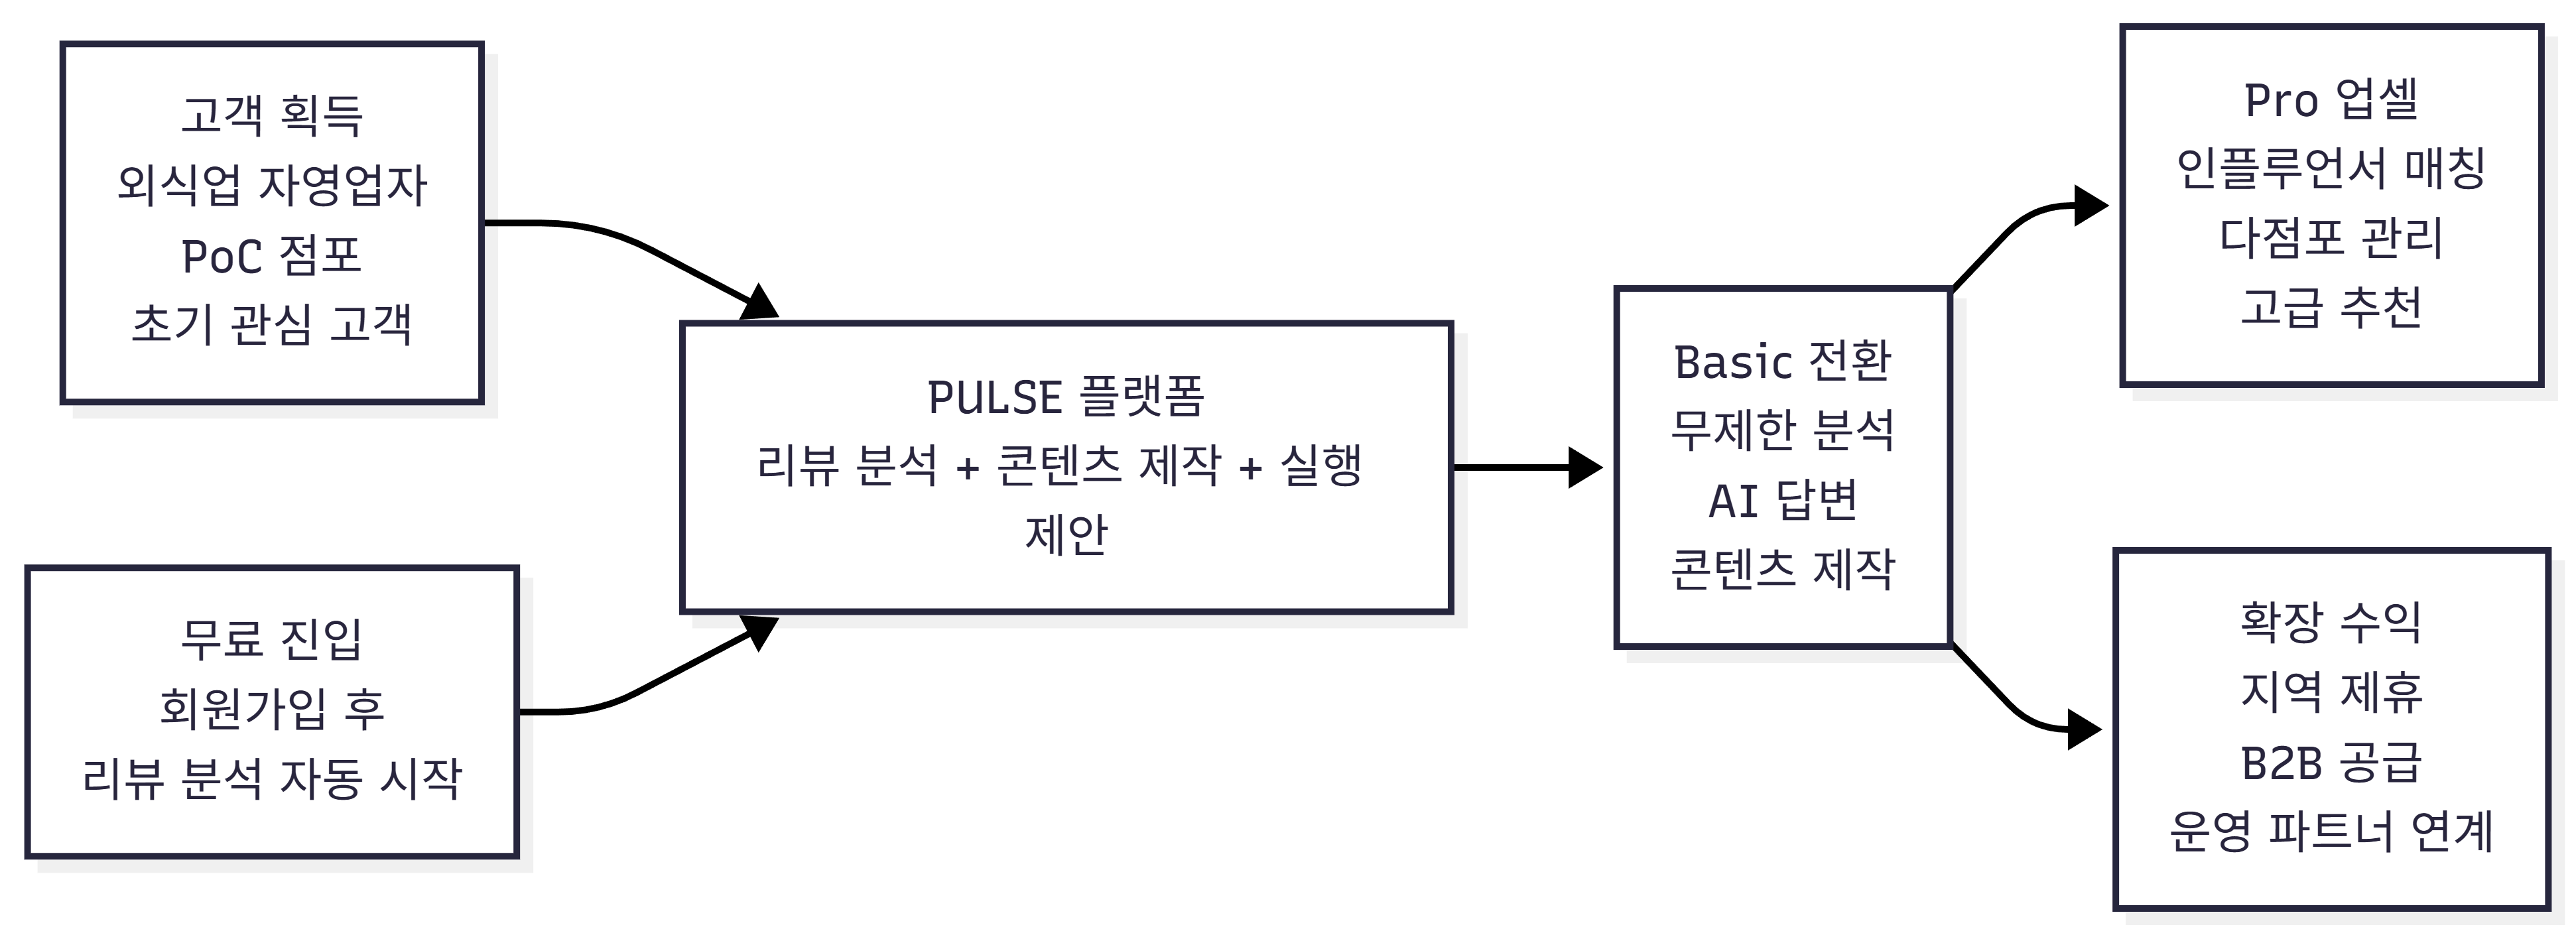 고객 획득
외식업 자영업자
PoC 점포
초기 관심 고객
무료 진입
회원가입 후
리뷰 분석 자동 시작
PULSE 플랫폼
리뷰 분석 + 콘텐츠 제작 + 실행
제안
Basic 전환
무제한 분석
AI 답변
콘텐츠 제작
Pro 업셀
인플루언서 매칭
다점포 관리
고급 추천
확장 수익
지역 제휴
B2B 공급
운영 파트너 연계